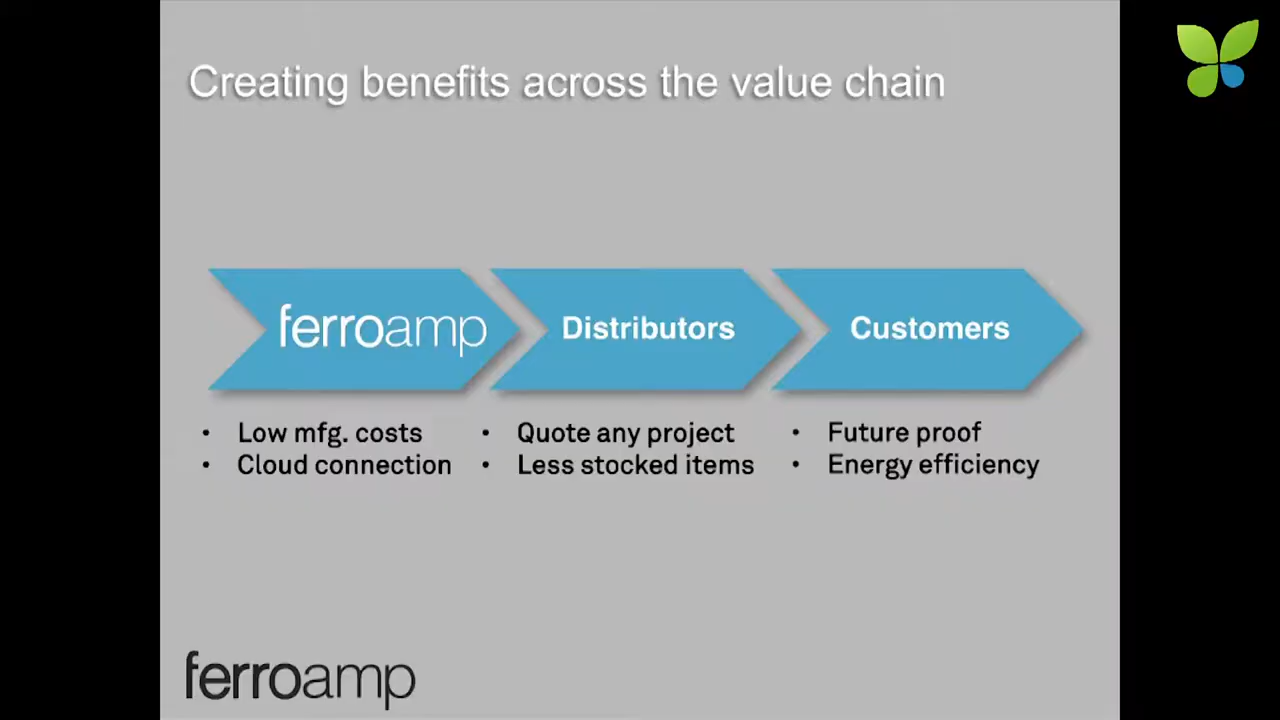 Creating benefits across the value chain
ferroamp
Distributors
Customers
• Low mfg. costs
• Cloud connection
• Quote any project
• Less stocked items
• Future proof
• Energy efficiency
ferroamp